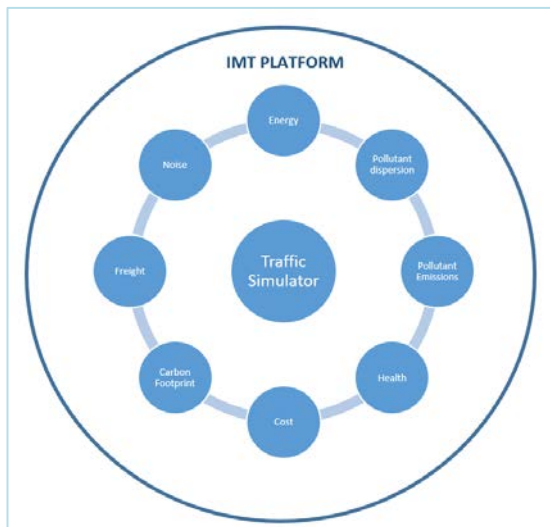 IMT PLATFORM
Energy
Noise
Pollutant
dispersion
Traffic
Simulator
Freight
Pollutant
Emissions
Carbon
Footprint
Health
Cost